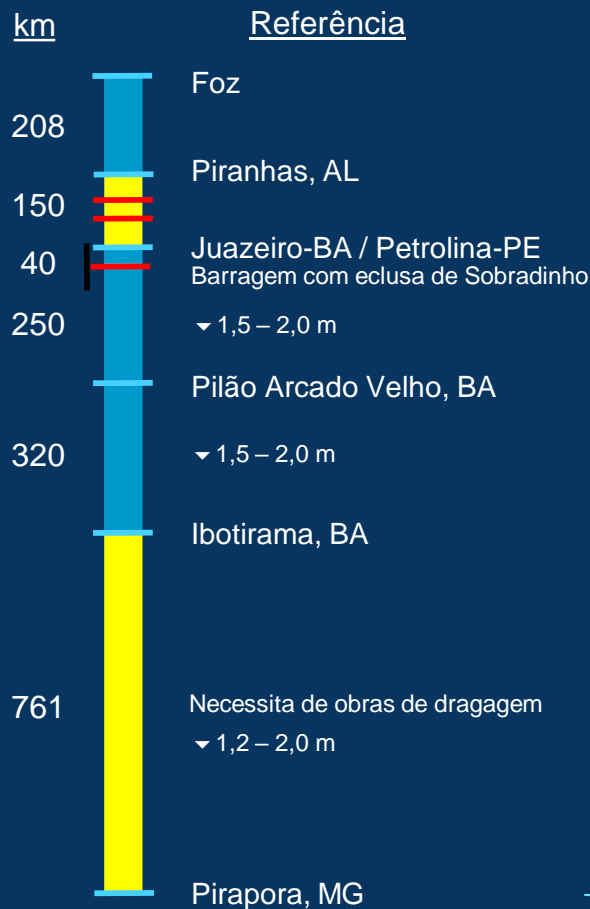 km Referência
Foz
208
Piranhas, AL
150
Juazeiro-BA / Petrolina-PE
40
Barragem com eclusa de Sobradinho
250
1,5 – 2,0 m
Pilão Arcado Velho, BA
320
1,5 – 2,0 m
Ibotirama, BA
761
Necessita de obras de dragagem
1,2 – 2,0 m
Pirapora, MG